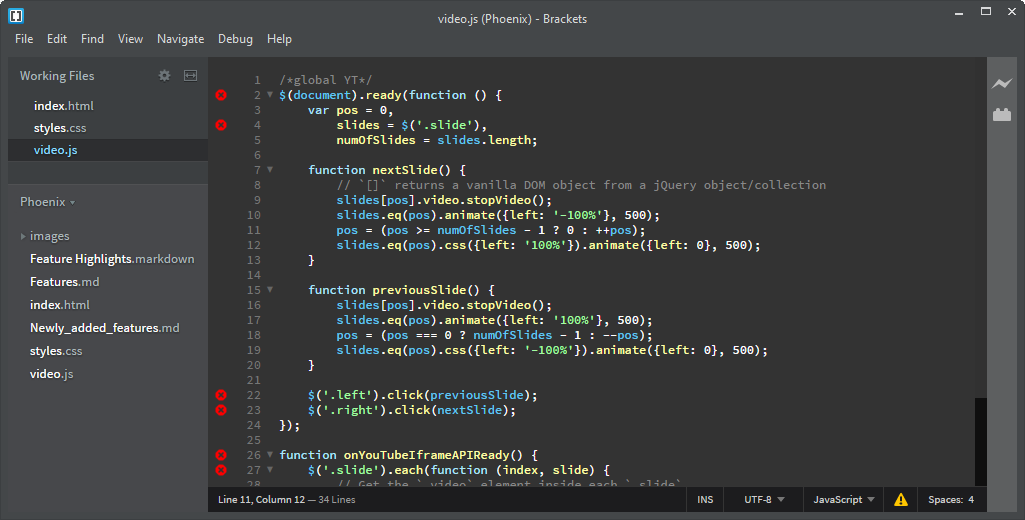 video.js (Phoenix) - Brackets
File Edit Find View Navigate Debug Help
Working Files
index.html
styles.css
video.js
Phoenix
images
Feature Highlights.markdown
Features.md
index.html
Newly_added_features.md
styles.css
video.js
1 /*global YT*/
2 $(document).ready(function () {
3 var pos = 0,
4 slides = $('.slide'),
5 numOfSlides = slides.length;
6
7 function nextSlide() {
8 // `[]` returns a vanilla DOM object from a jQuery object/collection
9 slides[pos].video.stopVideo();
10 slides.eq(pos).animate({left: '-100%'}, 500);
11 pos = (pos >= numOfSlides - 1 ? 0 : ++pos);
12 slides.eq(pos).css({left: '100%'}).animate({left: 0}, 500);
13 }
14
15 function previousSlide() {
16 slides[pos].video.stopVideo();
17 slides.eq(pos).animate({left: '100%'}, 500);
18 pos = (pos === 0 ? numOfSlides - 1 : --pos);
19 slides.eq(pos).css({left: '-100%'}).animate({left: 0}, 500);
20 }
21
22 $('.left').click(previousSlide);
23 $('.right').click(nextSlide);
24 });
25
26 function onYouTubeIframeAPIReady() {
27 $('.slide').each(function (index, slide) {
28 // Get the `.video` element inside each `.slide`
Line 11, Column 12 — 34 Lines
INS UTF-8 JavaScript Spaces: 4